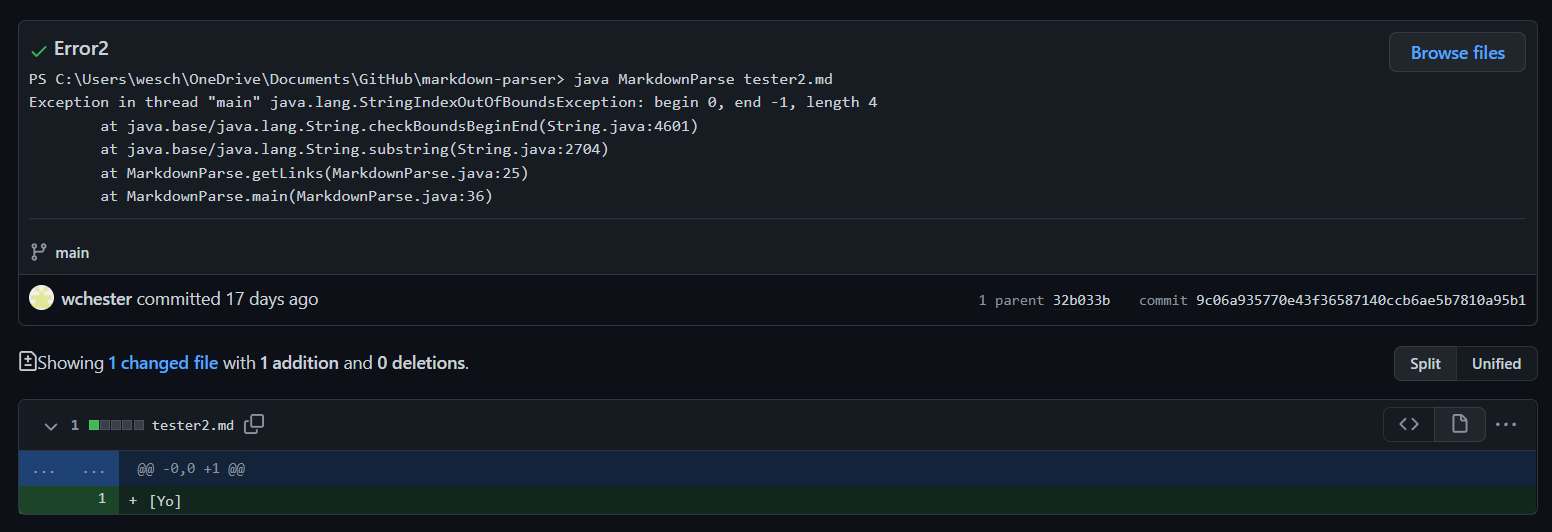 Error2
Browse files
PS C:\Users\wesch\OneDrive\Documents\GitHub\markdown-parser> java MarkdownParse tester2.md
Exception in thread "main" java.lang.StringIndexOutOfBoundsException: begin 0, end -1, length 4
at java.base/java.lang.String.checkBoundsBeginEnd(String.java:4601)
at java.base/java.lang.String.substring(String.java:2704)
at MarkdownParse.getLinks(MarkdownParse.java:25)
at MarkdownParse.main(MarkdownParse.java:36)
main
wchester committed 17 days ago
1 parent 32b033b commit 9c06a935770e43f36587140ccb6ae5b7810a95b1
Showing 1 changed file with 1 addition and 0 deletions.
Split Unified
1 tester2.md
... ... @@ -0,0 +1 @@
1 + [Yo]